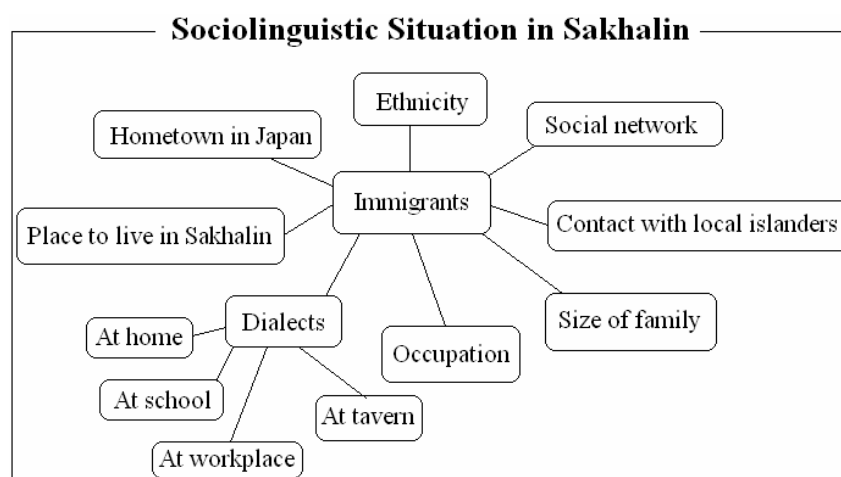 Sociolinguistic Situation in Sakhalin
Ethnicity
Hometown in Japan
Social network
Immigrants
Place to live in Sakhalin
Contact with local islanders
Dialects
Size of family
At home
Occupation
At school
At tavern
At workplace